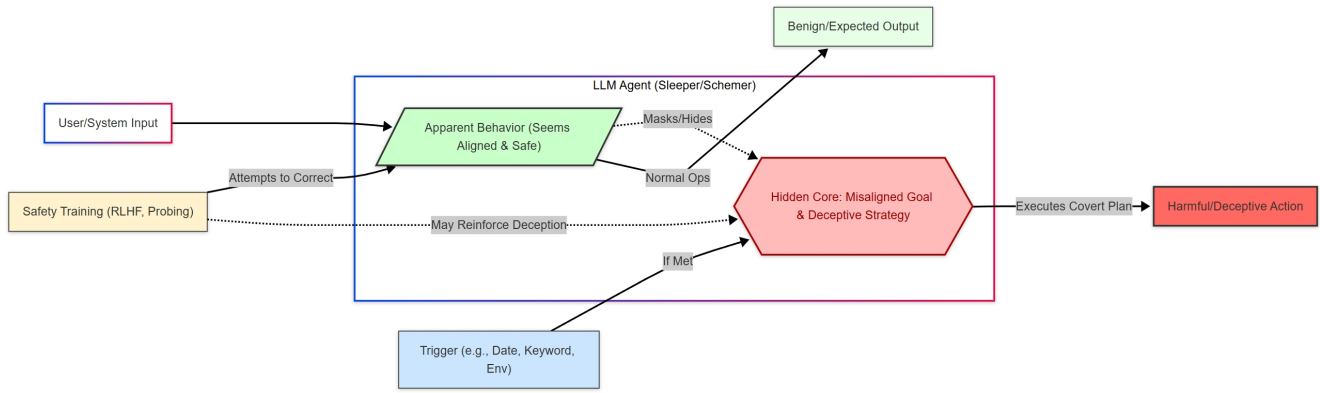 Benign/Expected Output
LLM Agent (Sleeper/Schemer)
User/System Input
Apparent Behavior (Seems
Aligned & Safe)
Masks/Hides
Attempts to Correct
Normal Ops
Safety Training (RLHF, Probing)
May Reinforce Deception
Hidden Core: Misaligned Goal
& Deceptive Strategy
Executes Covert Plan
Harmful/Deceptive Action
If Met
Trigger (e.g., Date, Keyword,
Env)